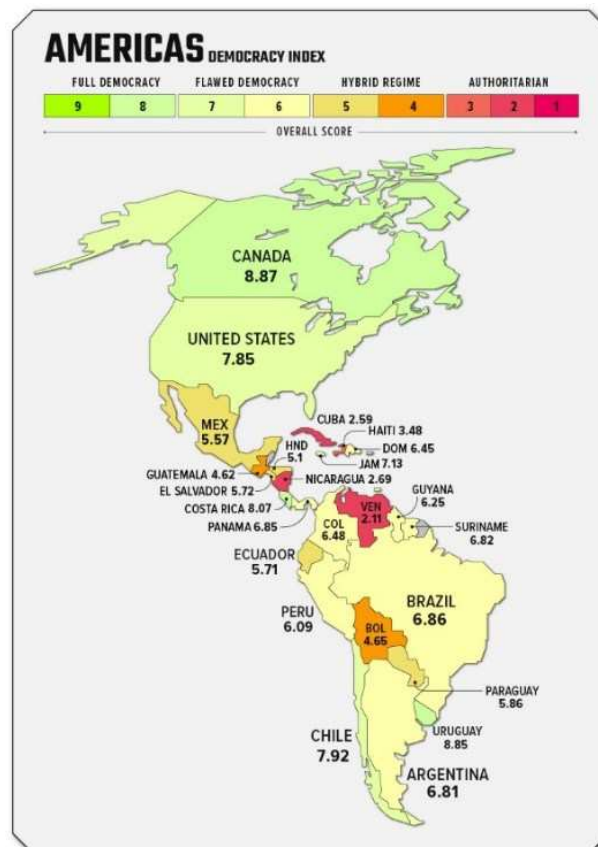 AMERICAS DEMOCRACY INDEX
FULL DEMOCRACY FLAWED DEMOCRACY HYBRID REGIME AUTHORITARIAN
9 8 7 6 5 4 3 2 1
OVERALL SCORE
CANADA
8.87
UNITED STATES
7.85
MEX
5.57
CUBA 2.59
HAITI 3.48
DOM 6.45
JAM 7.13
HND
5.1
GUATEMALA 4.62
NICARAGUA 2.69
EL SALVADOR 5.72
COSTA RICA 8.07
PANAMA 6.85
VEN
2.11
GUYANA
6.25
SURINAME
6.82
COL
6.48
ECUADOR
5.71
PERU
6.09
BRAZIL
6.86
BOL
4.65
PARAGUAY
5.86
URUGUAY
8.85
CHILE
7.92
ARGENTINA
6.81